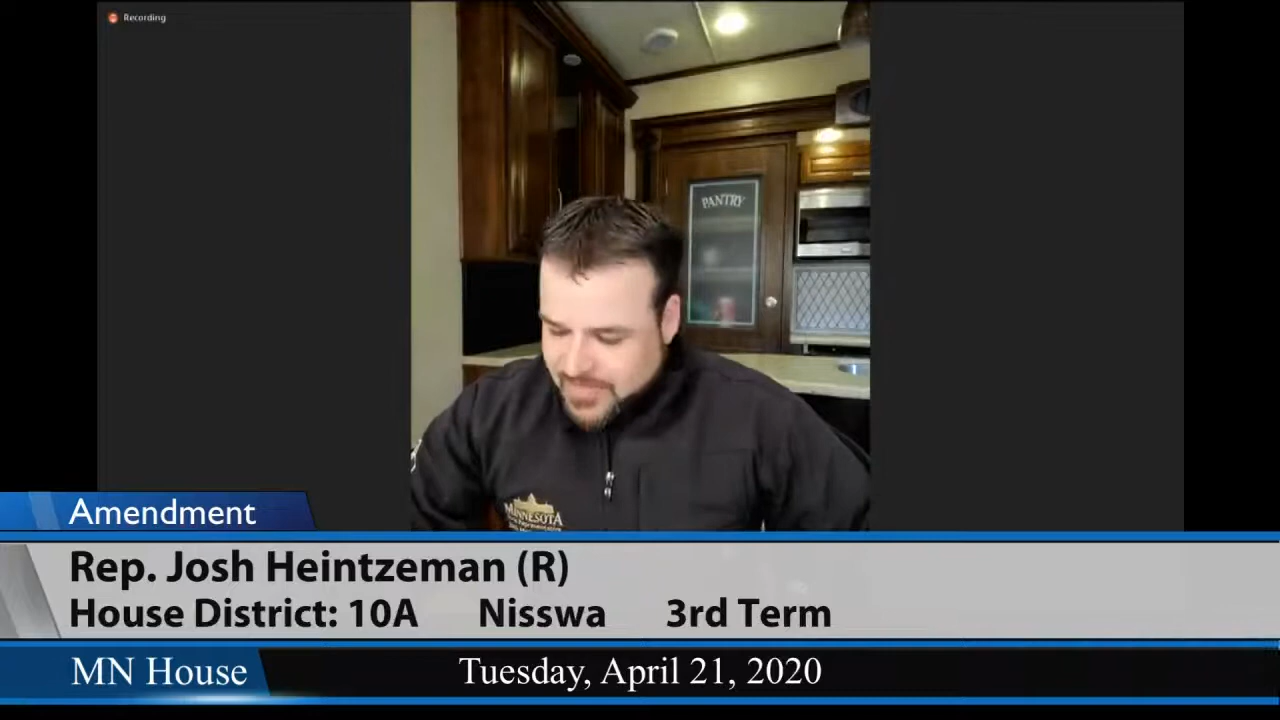 Recording
PANTRY
MINNESOTA
Amendment
Rep. Josh Heintzeman (R)
House District: 10A Nisswa 3rd Term
MN House Tuesday, April 21, 2020